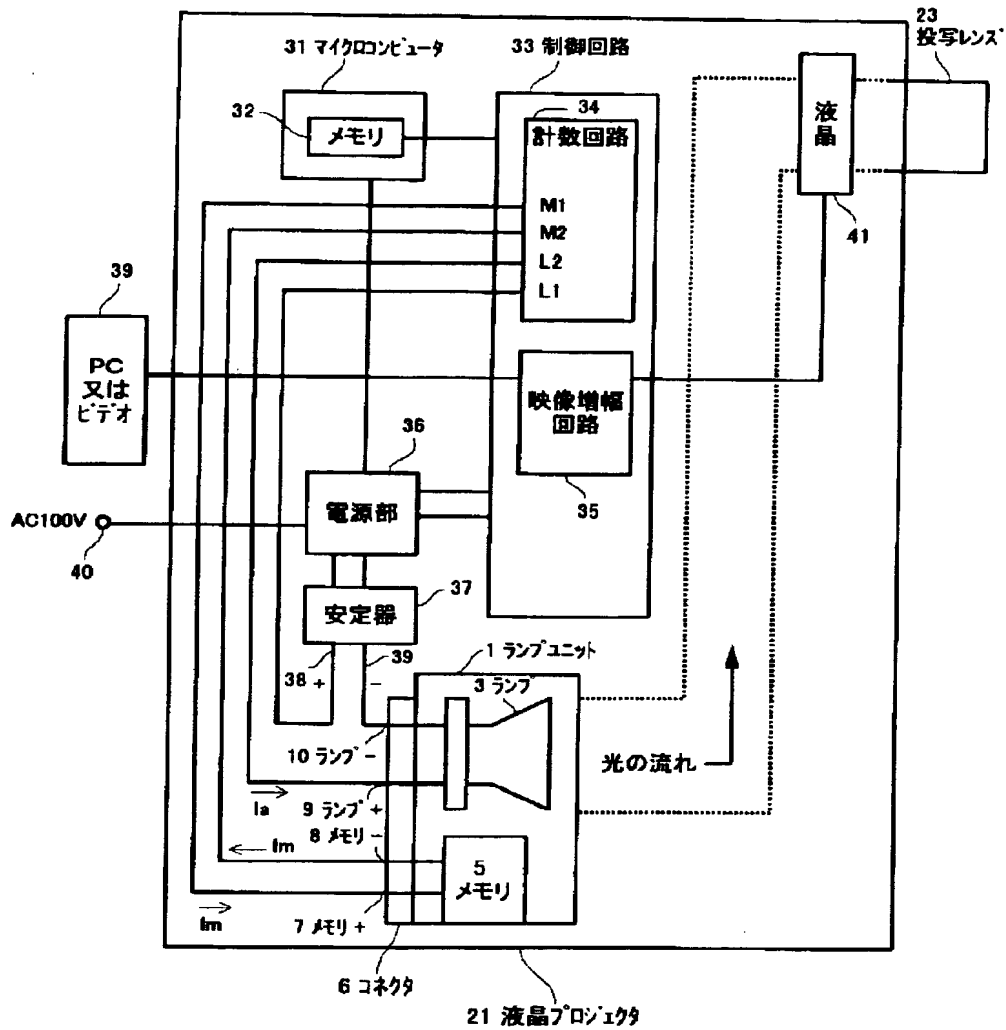 23
投写レンズ
31 マイクロコンピュータ
33 制御回路
32
メモリ
34
計数回路
液晶
M1
M2
L2
L1
41
39
PC
又は
ビデオ
映像増幅
回路
35
36
電源部
AC100V
40
37
安定器
38
+
39
-
1 ランプユニット
3 ランプ
10 ランプ -
光の流れ
Ia
9 ランプ +
8 メモリ -
Im
5
メモリ
Im
7 メモリ +
6 コネクタ
21 液晶プロジェクタ